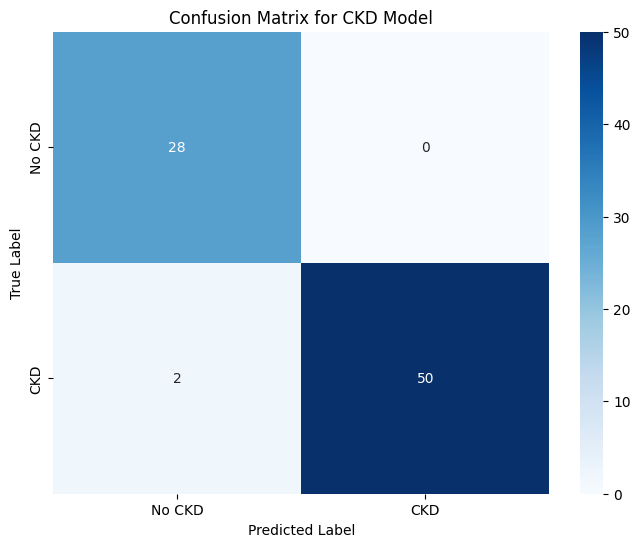 Confusion Matrix for CKD Model
True Label
No CKD
28
0
CKD
2
50
No CKD
CKD
Predicted Label
50
40
30
20
10
0